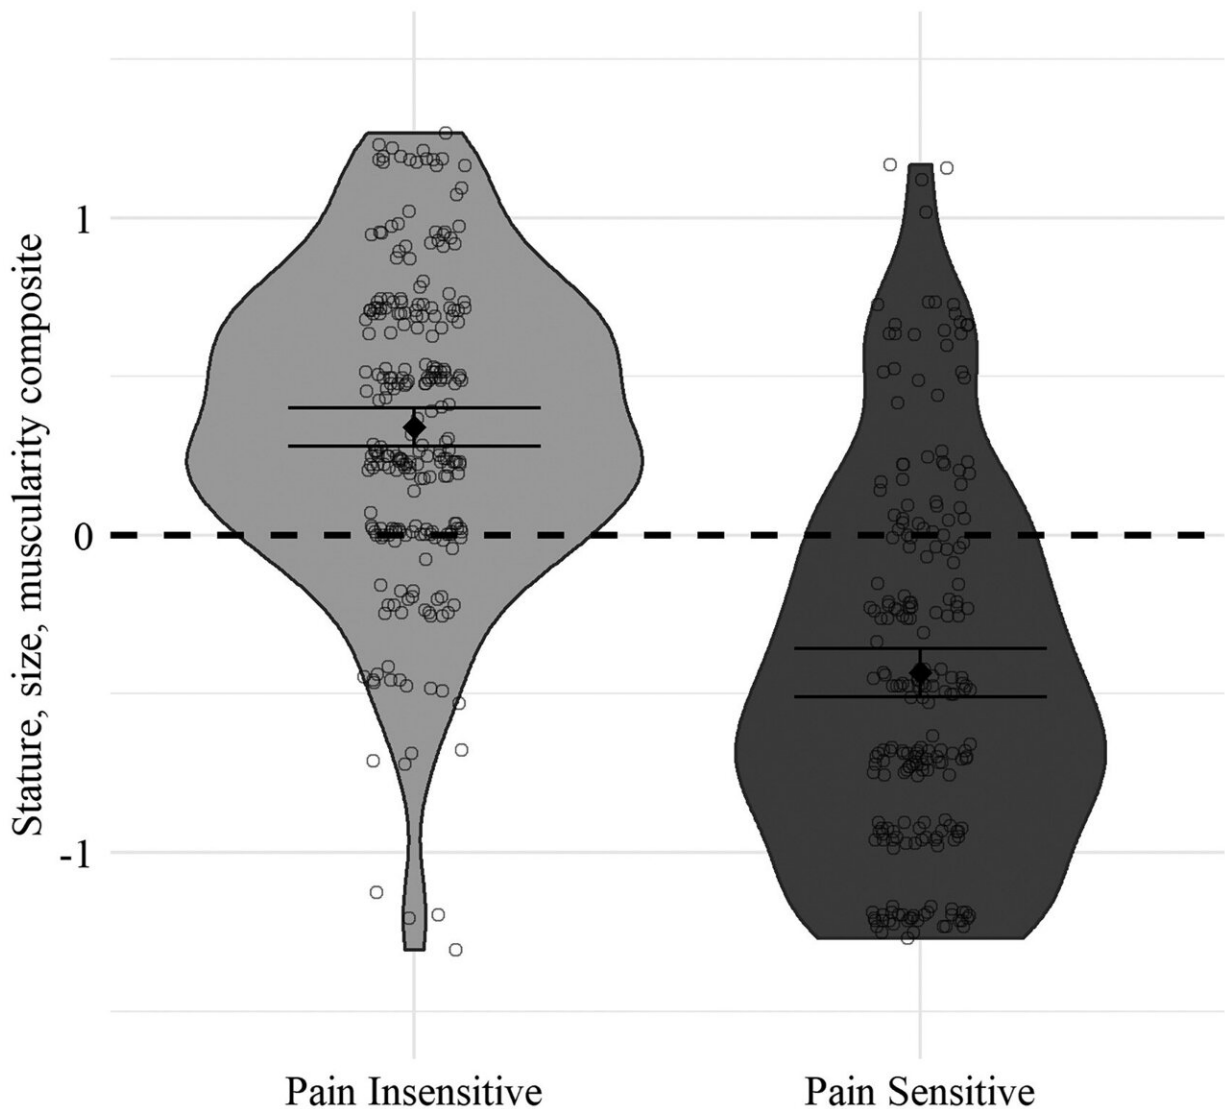 Stature, size, muscularity composite
1
0
-1
Pain Insensitive
Pain Sensitive